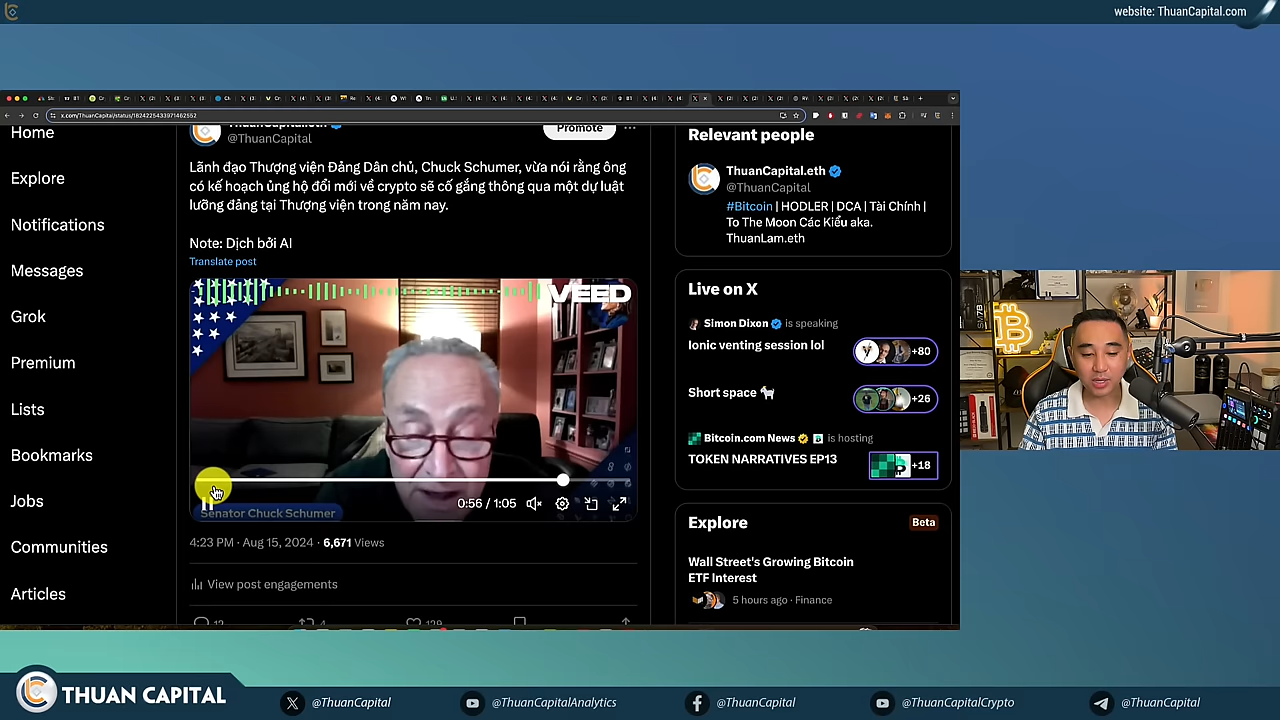 website: ThuanCapital.com
x.com/ThuanCapital/status/1824225433971462552
Home
Explore
Notifications
Messages
Grok
Premium
Lists
Bookmarks
Jobs
Communities
Articles
@ThuanCapital
Promote
Lãnh đạo Thượng viện Đảng Dân chủ, Chuck Schumer, vừa nói rằng ông
có kế hoạch ủng hộ đổi mới về crypto sẽ cố gắng thông qua một dự luật
lưỡng đảng tại Thượng viện trong năm nay.
Note: Dịch bởi AI
Translate post
VEED
0:56 / 1:05
Senator Chuck Schumer
4:23 PM · Aug 15, 2024 · 6,671 Views
View post engagements
Relevant people
ThuanCapital.eth
@ThuanCapital
#Bitcoin | HODLER | DCA | Tài Chính |
To The Moon Các Kiểu aka.
ThuanLam.eth
Live on X
Simon Dixon is speaking
Ionic venting session lol
+80
Short space
+26
Bitcoin.com News is hosting
TOKEN NARRATIVES EP13
+18
Explore
Beta
Wall Street's Growing Bitcoin
ETF Interest
5 hours ago · Finance
THUAN CAPITAL
@ThuanCapital
@ThuanCapitalAnalytics
@ThuanCapital
@ThuanCapitalCrypto
@ThuanCapital